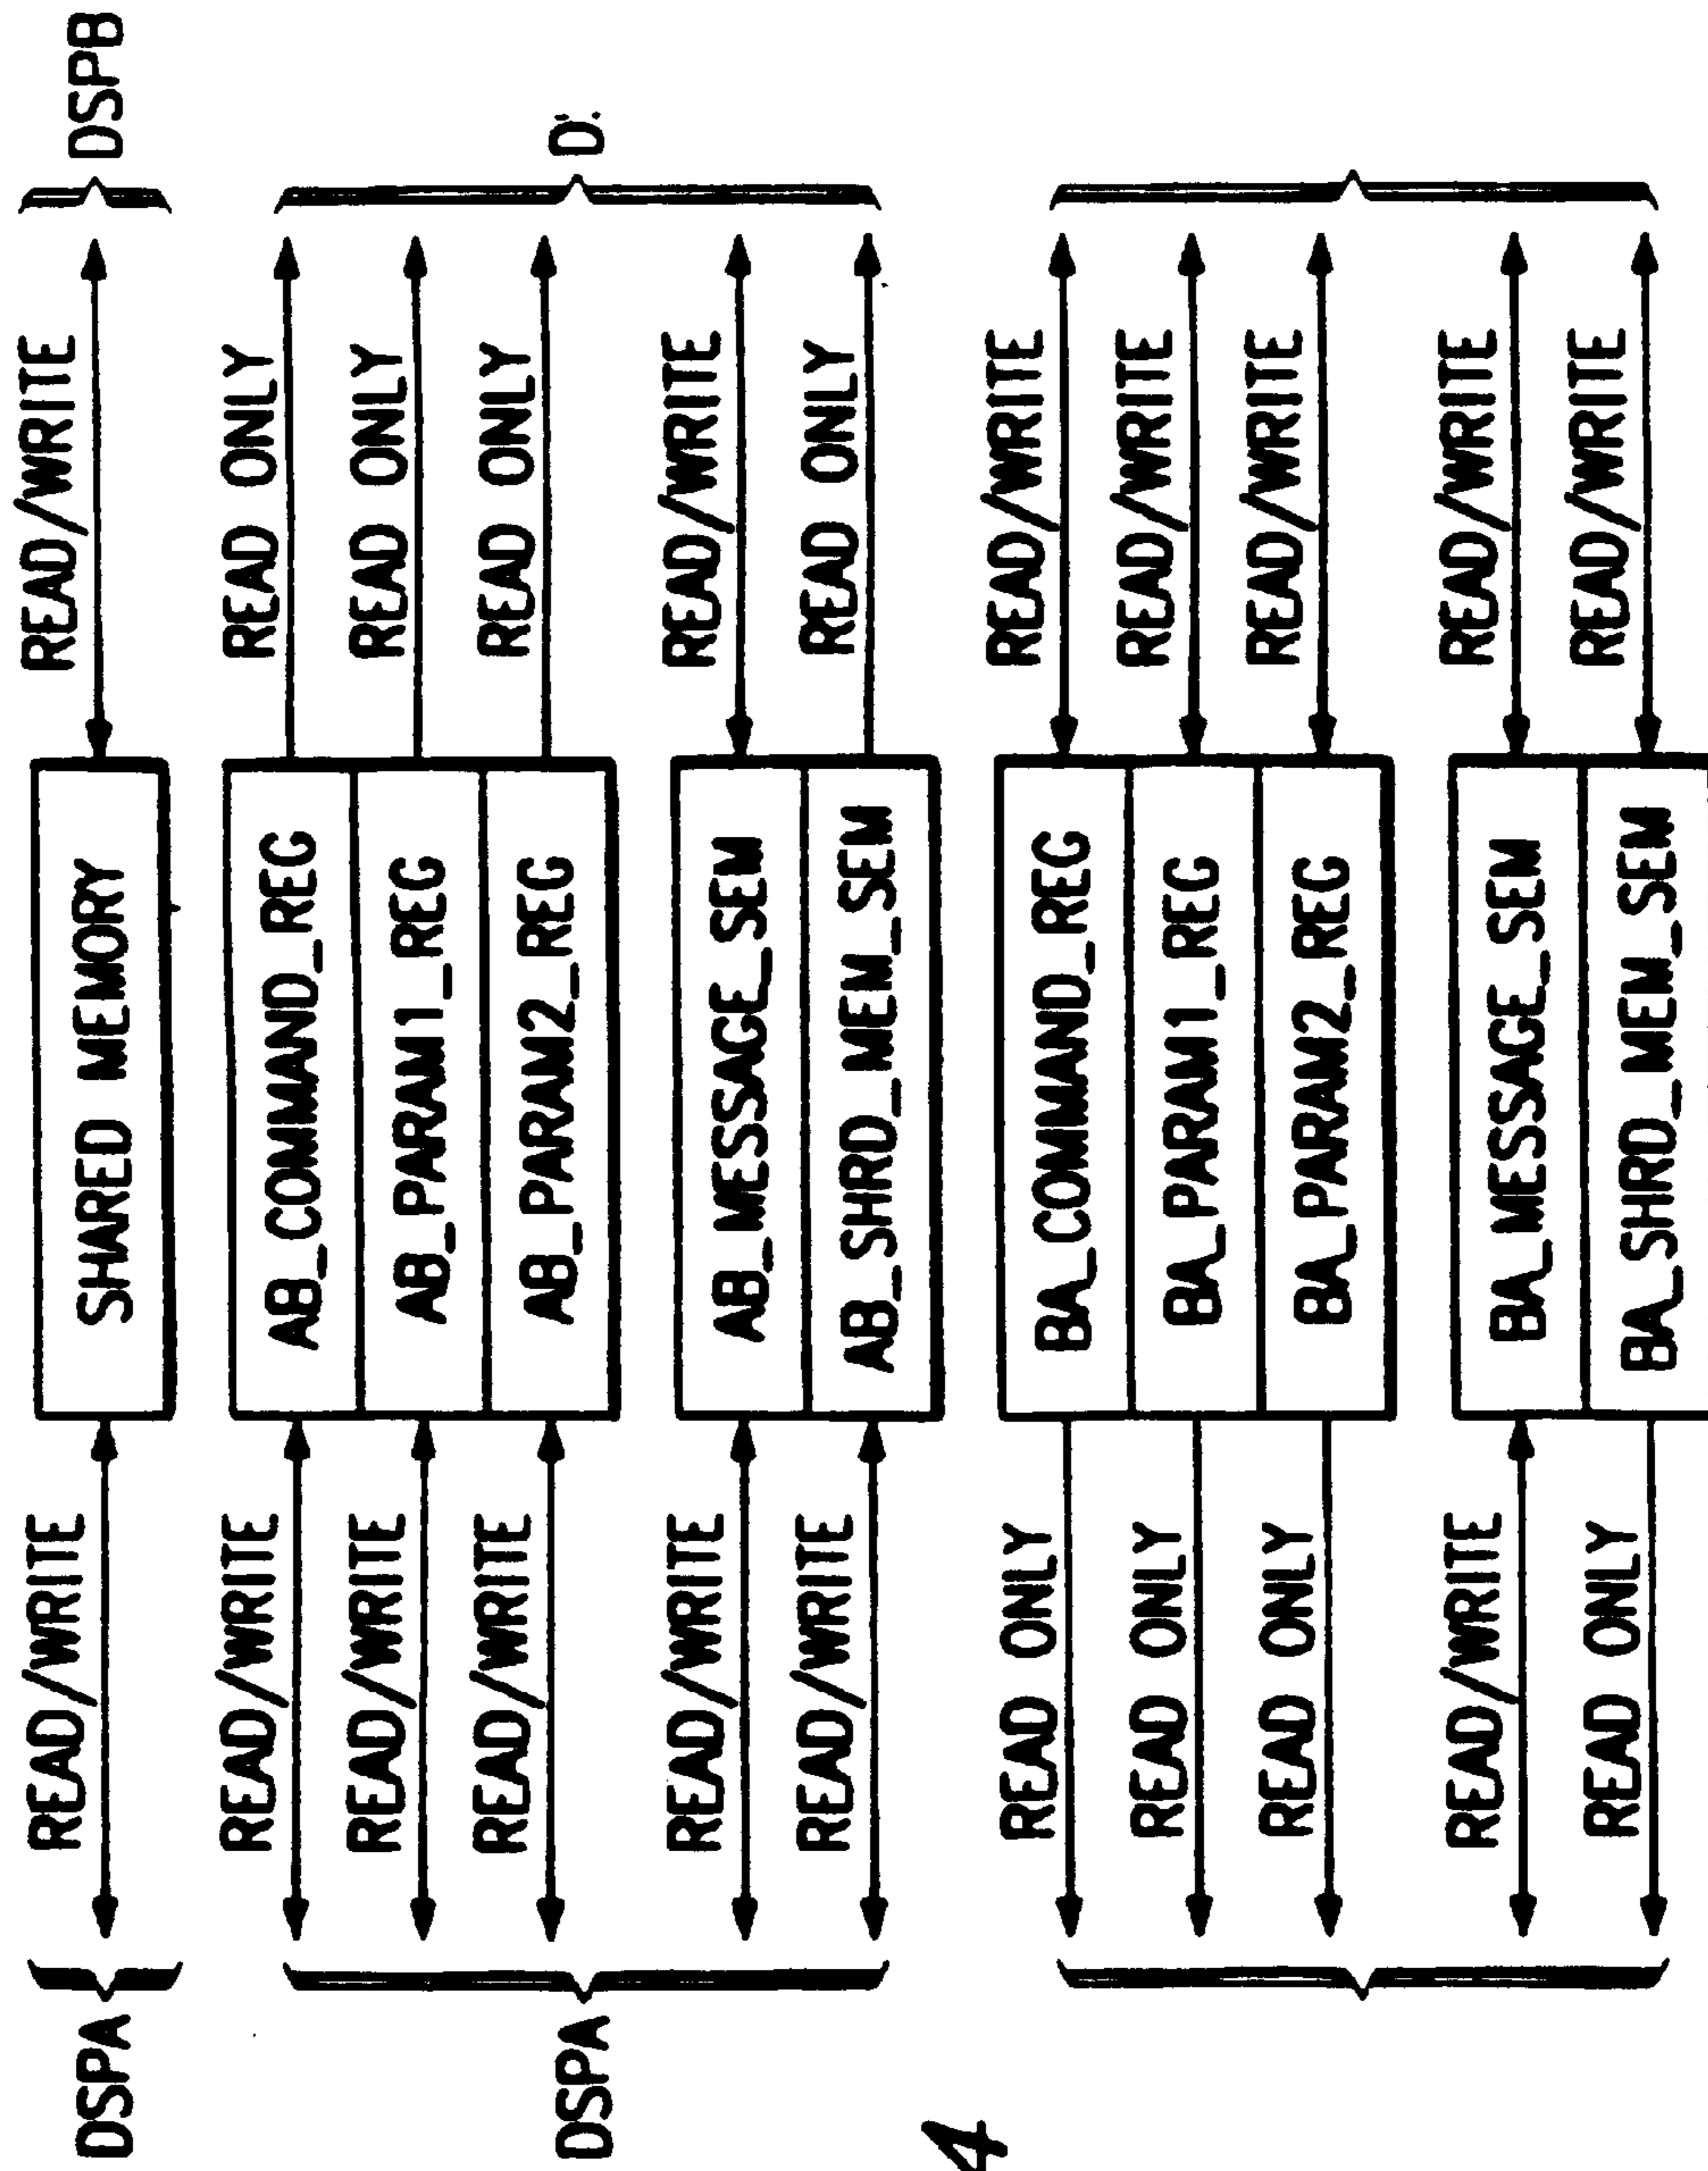 DSPA READ/WRITE SHARED MEMORY READ/WRITE DSPB
READ/WRITE AB_COMMAND_REG READ ONLY
READ/WRITE AB_PARAM1_REG READ ONLY
DSPA READ/WRITE AB_PARAM2_REG READ ONLY D.
READ/WRITE AB_MESSAGE_SEM READ/WRITE
READ/WRITE AB_SHRD_MEM_SEM READ ONLY
4
READ ONLY BA_COMMAND_REG READ/WRITE
READ ONLY BA_PARAM1_REG READ/WRITE
READ ONLY BA_PARAM2_REG READ/WRITE
READ/WRITE BA_MESSAGE_SEM READ/WRITE
READ ONLY BA_SHRD_MEM_SEM READ/WRITE